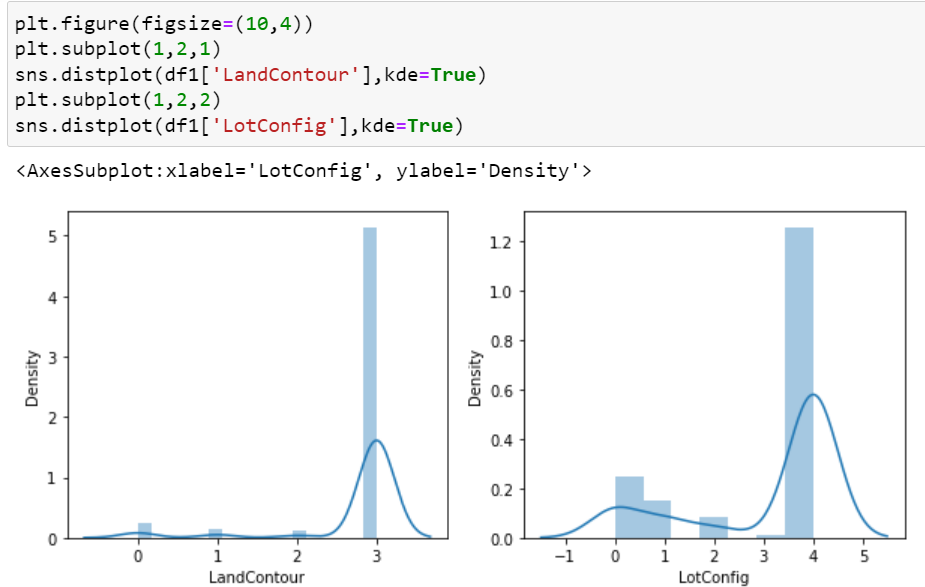 plt.figure(figsize=(10,4))
plt.subplot(1,2,1)
sns.distplot(df1['LandContour'],kde=True)
plt.subplot(1,2,2)
sns.distplot(df1['LotConfig'],kde=True)
<AxesSubplot:xlabel='LotConfig', ylabel='Density'>
5
4
3
2
1
0
Density
0 1 2 3
LandContour
1.2
1.0
0.8
0.6
0.4
0.2
0.0
Density
−1 0 1 2 3 4 5
LotConfig